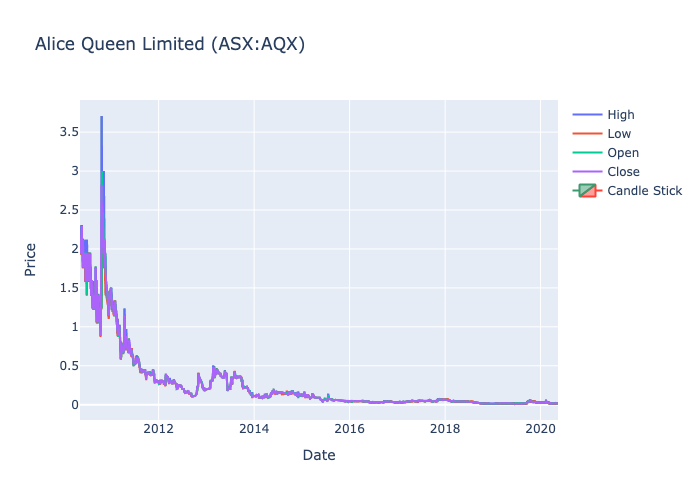 Alice Queen Limited (ASX:AQX)
3.5
3
2.5
2
1.5
1
0.5
0
Price
2012
2014
2016
2018
2020
Date
High
Low
Open
Close
Candle Stick